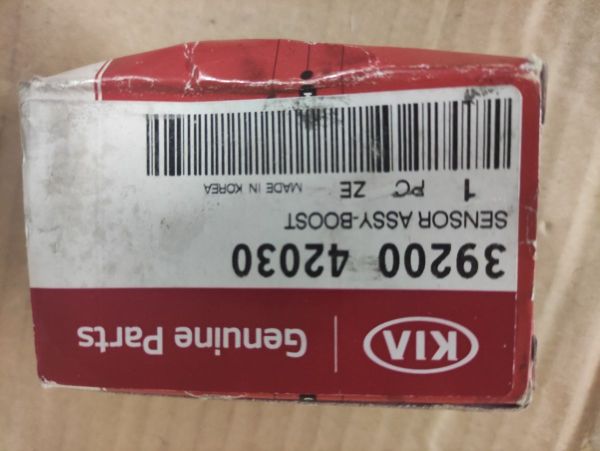 KIA Genuine Parts
39200 42030
SENSOR ASSY-BOOST
1 PC ZE MADE IN KOREA